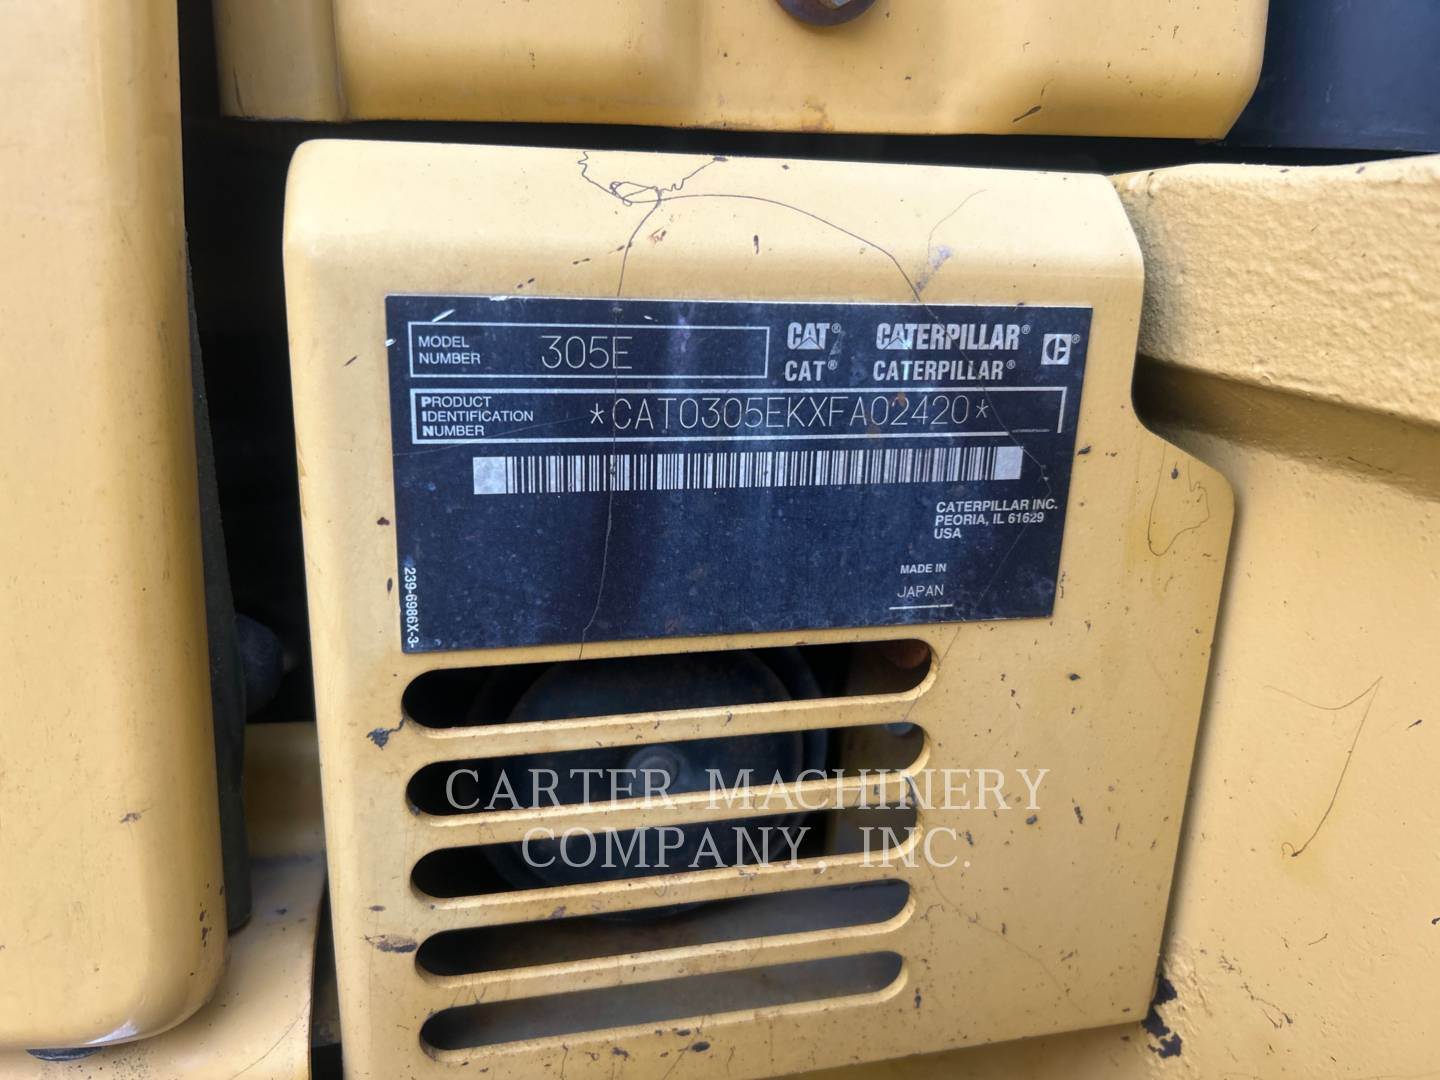 MODEL NUMBER 305E
CAT® CATERPILLAR®
CAT® CATERPILLAR®
PRODUCT IDENTIFICATION NUMBER *CAT0305EKXFA02420*
CATERPILLAR INC.
PEORIA, IL 61629
USA
MADE IN
JAPAN
239-6986X-3-
CARTER MACHINERY
COMPANY, INC.